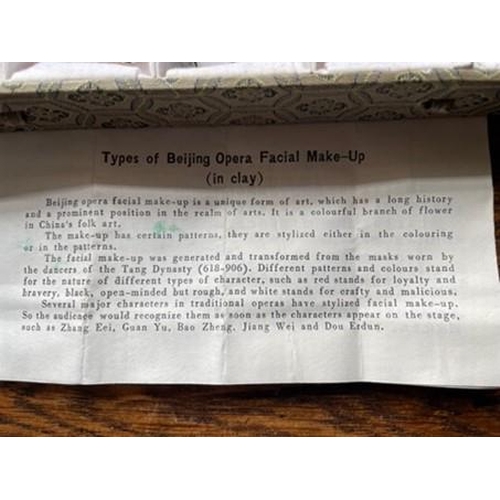 Types of Beijing Opera Facial Make-Up
(in clay)
Beijing opera facial make-up is a unique form of art, which has a long history
and a prominent position in the realm of arts. It is a colourful branch of flower
in China's folk art.
The make-up has certain patterns, they are stylized either in the colouring
or in the patterns.
The facial make-up was generated and transformed from the masks worn
by the dancers of the Tang Dynasty (618-906). Different patterns and colours stand
for the nature of different types of character, such as red stands for loyalty and
bravery, black, open-minded but rough, and white stands for crafty and malicious.
Several major characters in traditional operas have stylized facial make-up.
So the audience would recognize them as soon as the characters appear on the stage,
such as Zhang Eei, Guan Yu, Bao Zheng, Jiang Wei and Dou Erdun.